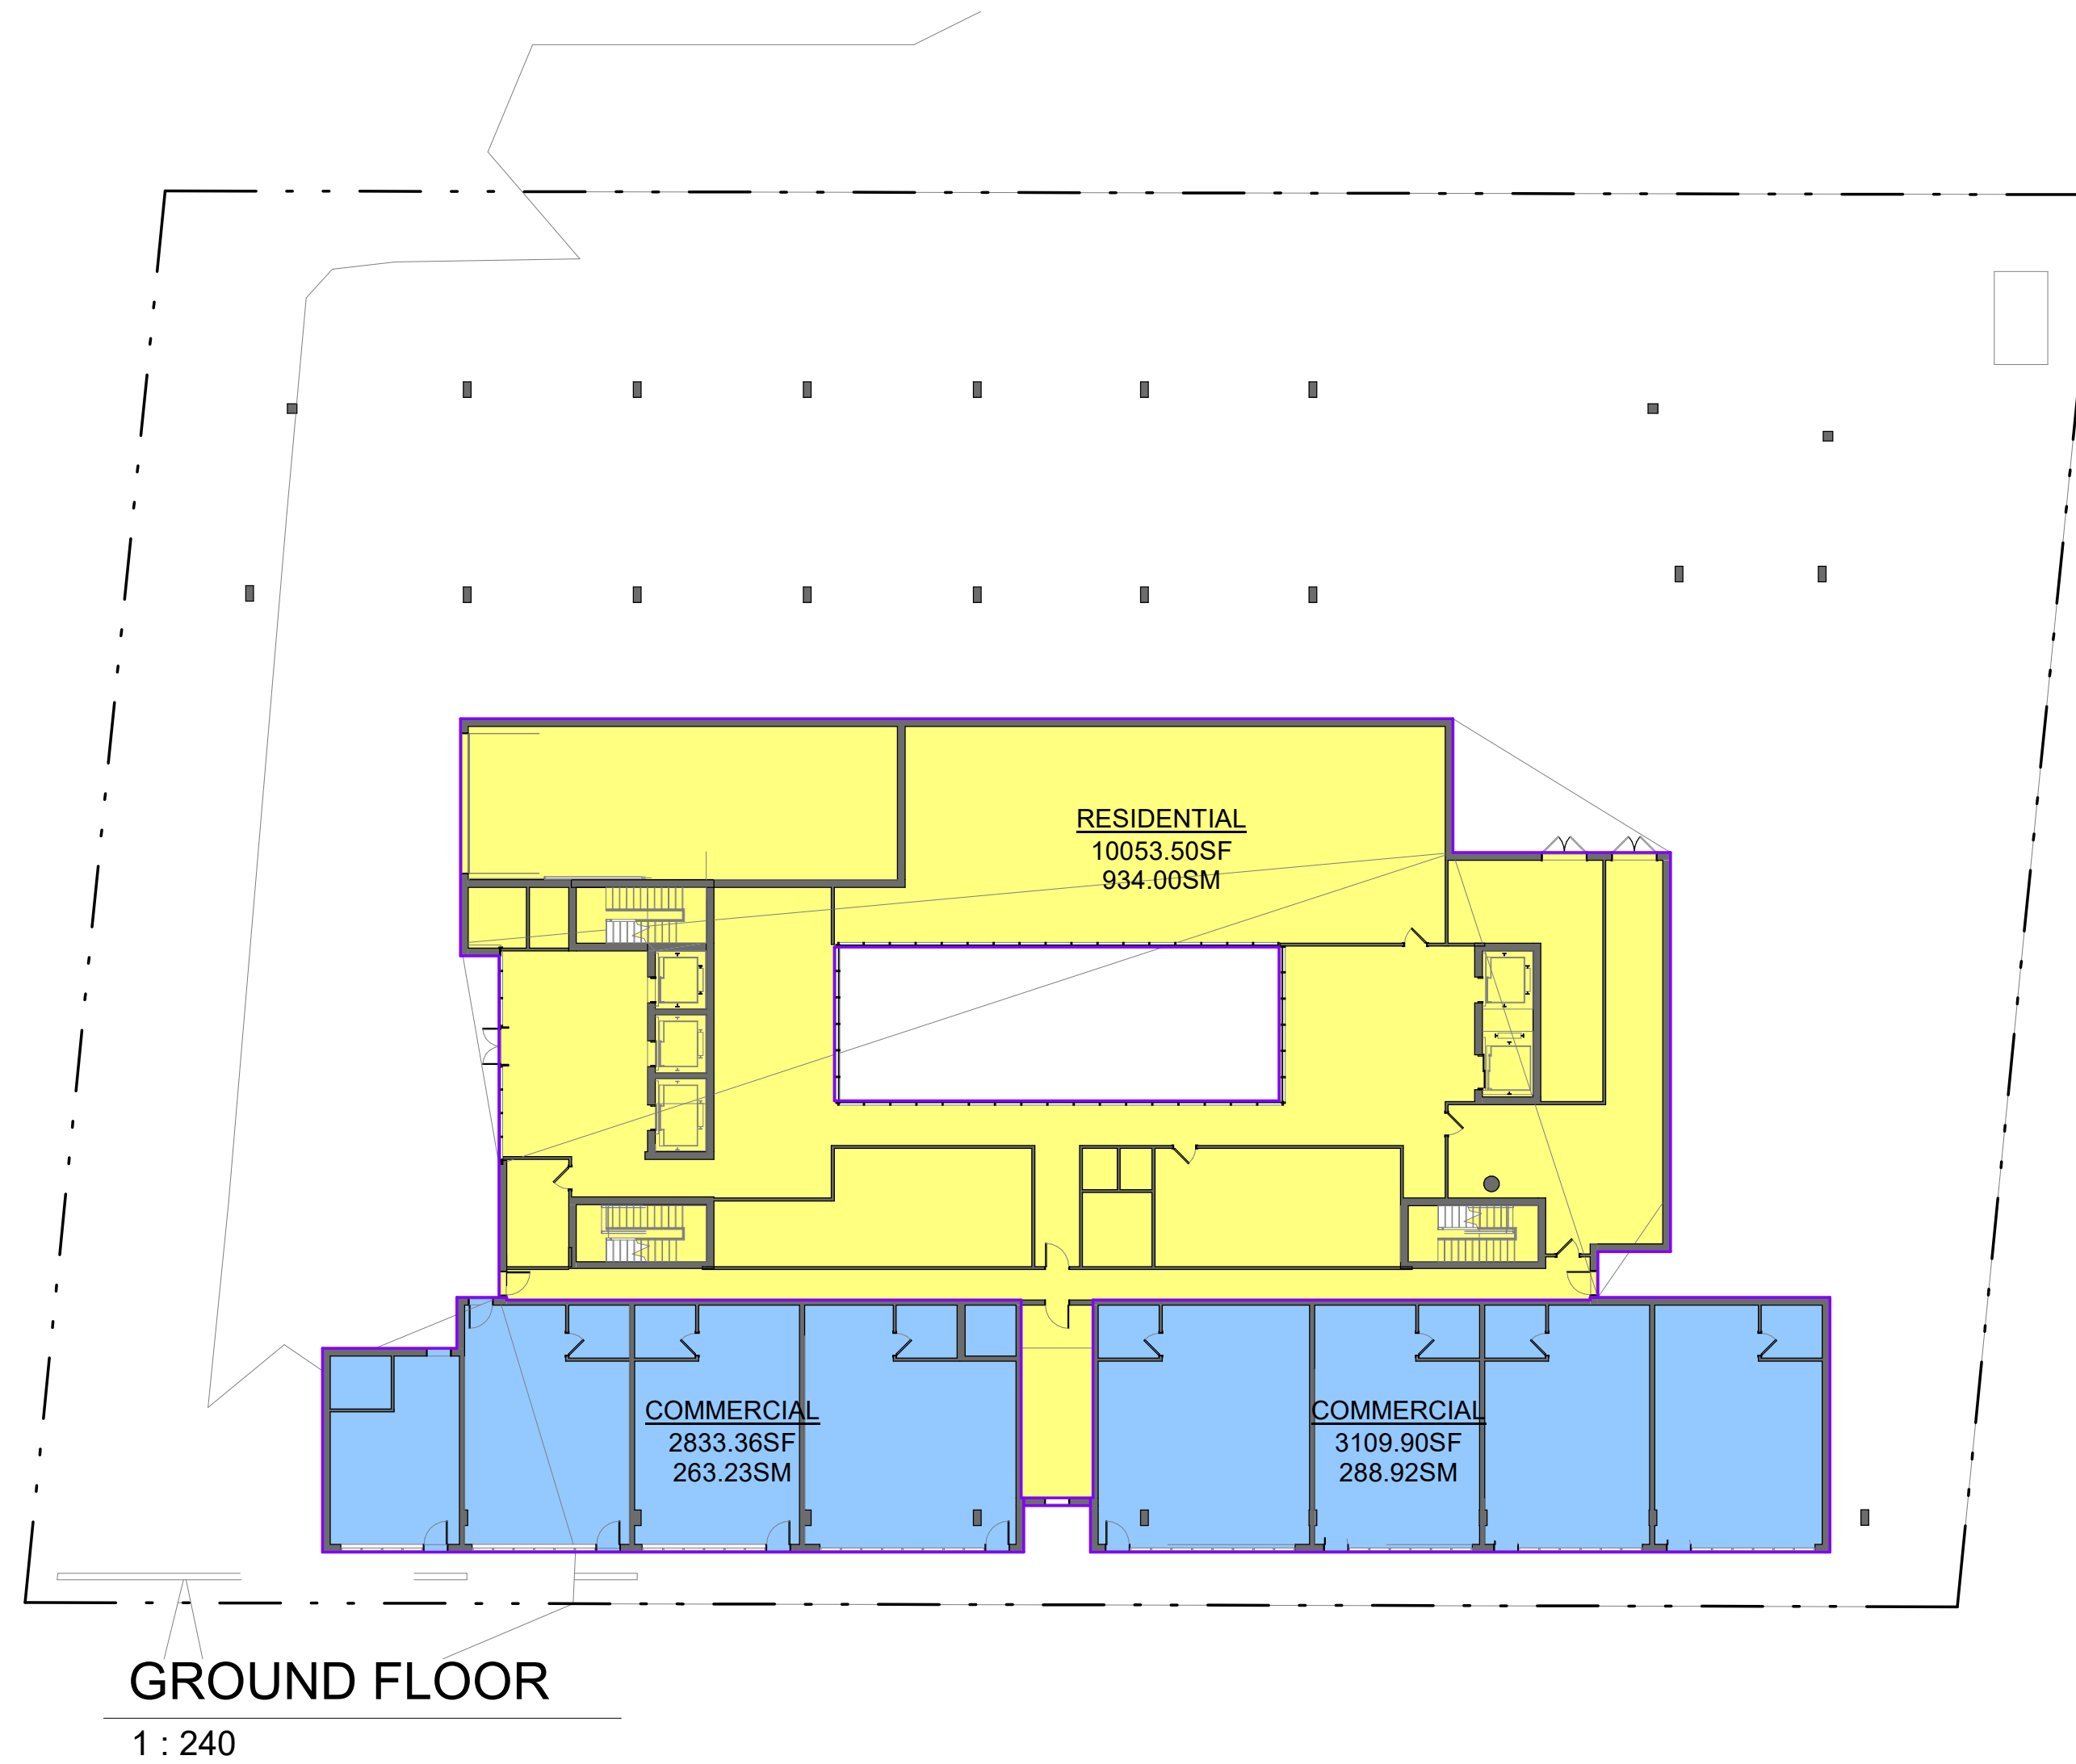 RESIDENTIAL
10053.50SF
934.00SM
COMMERCIAL
2833.36SF
263.23SM
COMMERCIAL
3109.90SF
288.92SM
GROUND FLOOR
1 : 240